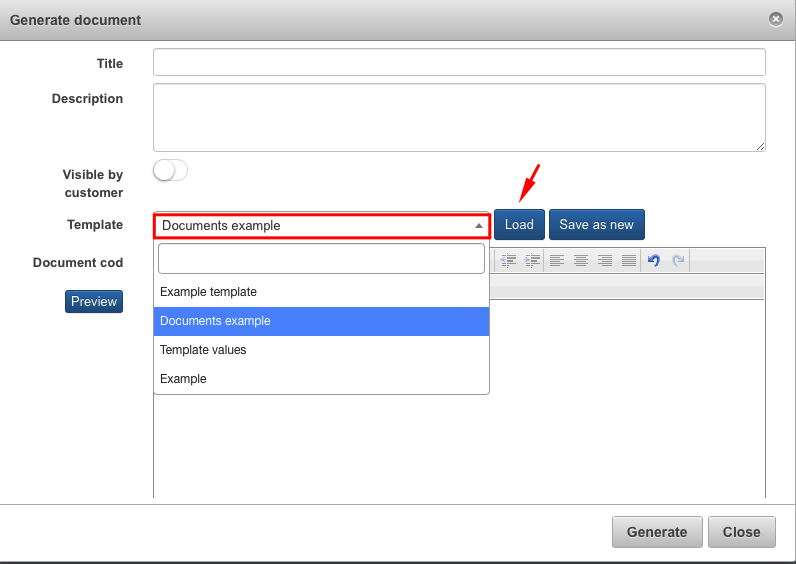 Generate document
Title
Description
Visible by
customer
Template
Documents example
Load
Save as new
Document cod
Preview
Example template
Documents example
Template values
Example
Generate
Close